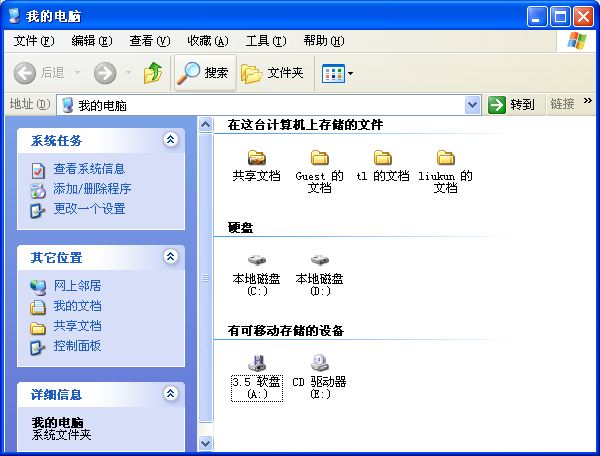 我的电脑
文件(F) 编辑(E) 查看(V) 收藏(A) 工具(T) 帮助(H)
后退 搜索 文件夹
地址(D) 我的电脑 转到 链接 »
系统任务
查看系统信息
添加/删除程序
更改一个设置
其它位置
网上邻居
我的文档
共享文档
控制面板
详细信息
我的电脑
系统文件夹
在这台计算机上存储的文件
共享文档
Guest 的
文档
tl 的文档
liukun 的
文档
硬盘
本地磁盘
(C:)
本地磁盘
(D:)
有可移动存储的设备
3.5 软盘
(A:)
CD 驱动器
(E:)